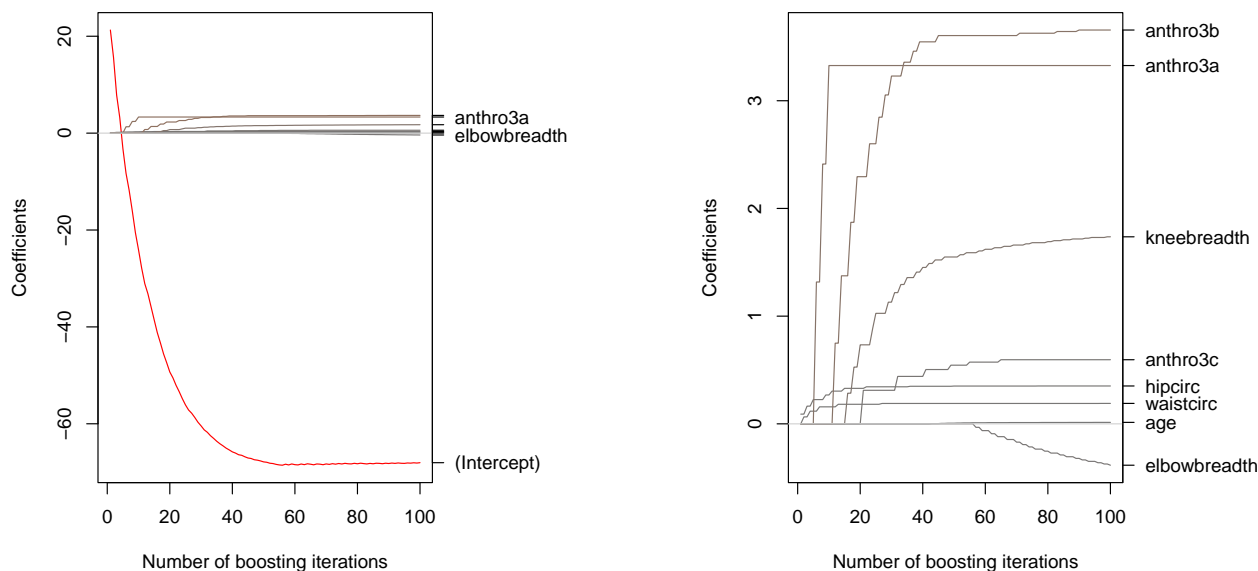 20
0
−20
−40
−60
Coefficients
0 20 40 60 80 100
Number of boosting iterations
anthro3a
elbowbreadth
(Intercept)
3
2
1
0
Coefficients
0 20 40 60 80 100
Number of boosting iterations
anthro3b
anthro3a
kneebreadth
anthro3c
hipcirc
waistcirc
age
elbowbreadth